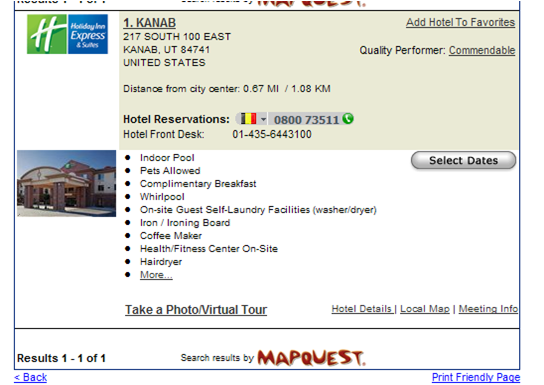 Results 1 - 1 of 1 Search results by MAPQUEST.
Holiday Inn
Express
& Suites
1. KANAB
Add Hotel To Favorites
217 SOUTH 100 EAST
KANAB, UT 84741
Quality Performer: Commendable
UNITED STATES
Distance from city center: 0.67 MI / 1.08 KM
Hotel Reservations: 0800 73511
Hotel Front Desk: 01-435-6443100
Select Dates
• Indoor Pool
• Pets Allowed
• Complimentary Breakfast
• Whirlpool
• On-site Guest Self-Laundry Facilities (washer/dryer)
• Iron / Ironing Board
• Coffee Maker
• Health/Fitness Center On-Site
• Hairdryer
• More...
Take a Photo/Virtual Tour
Hotel Details | Local Map | Meeting Info
Results 1 - 1 of 1 Search results by MAPQUEST.
< Back Print Friendly Page